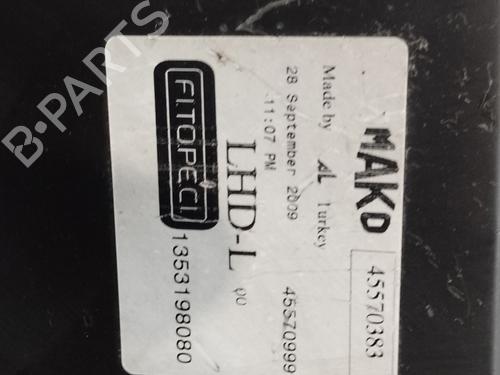 MAKO 45570383
Made by AL Turkey
28 September 2009
11:07 PM
LHD-L 45570999
FITOPECI 1353198080
B-PARTS